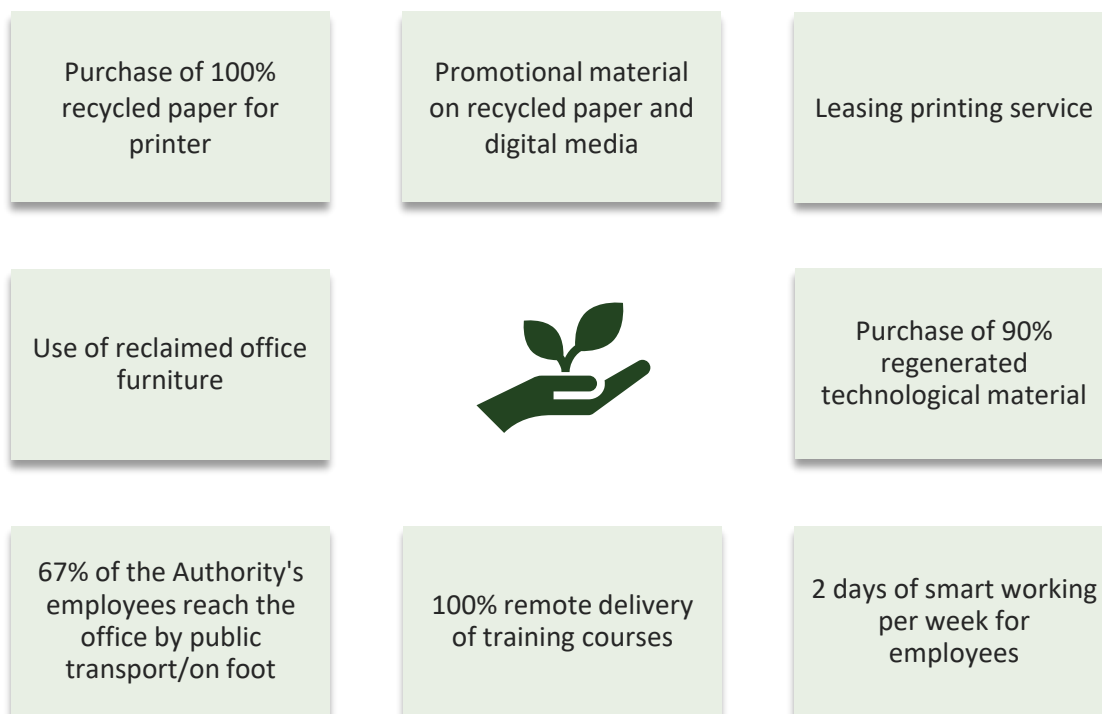 Purchase of 100%
recycled paper for
printer
Promotional material
on recycled paper and
digital media
Leasing printing service
Use of reclaimed office
furniture
Purchase of 90%
regenerated
technological material
67% of the Authority's
employees reach the
office by public
transport/on foot
100% remote delivery
of training courses
2 days of smart working
per week for
employees